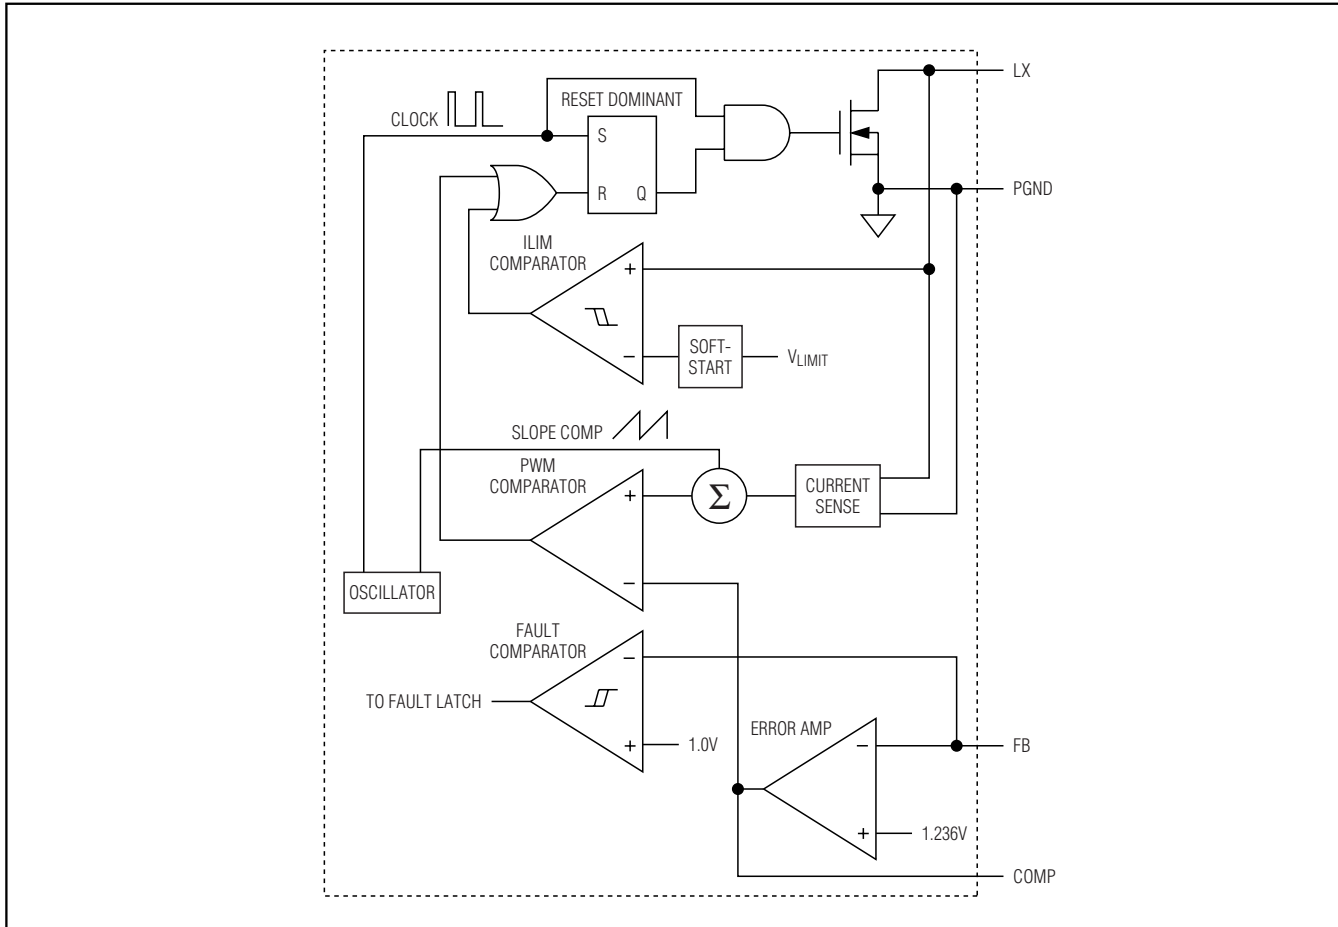 LX
RESET DOMINANT
CLOCK
S
R Q
PGND
ILIM
COMPARATOR
+
−
SOFT-
START
VLIMIT
SLOPE COMP
PWM
COMPARATOR
+
Σ
CURRENT
SENSE
−
OSCILLATOR
FAULT
COMPARATOR
−
TO FAULT LATCH
+
1.0V
ERROR AMP
−
FB
+
1.236V
COMP